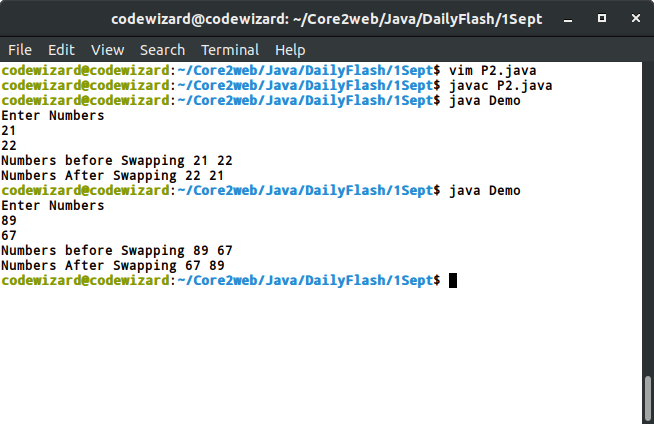 codewizard@codewizard: ~/Core2web/Java/DailyFlash/1Sept
File Edit View Search Terminal Help
codewizard@codewizard:~/Core2web/Java/DailyFlash/1Sept$ vim P2.java
codewizard@codewizard:~/Core2web/Java/DailyFlash/1Sept$ javac P2.java
codewizard@codewizard:~/Core2web/Java/DailyFlash/1Sept$ java Demo
Enter Numbers
21
22
Numbers before Swapping 21 22
Numbers After Swapping 22 21
codewizard@codewizard:~/Core2web/Java/DailyFlash/1Sept$ java Demo
Enter Numbers
89
67
Numbers before Swapping 89 67
Numbers After Swapping 67 89
codewizard@codewizard:~/Core2web/Java/DailyFlash/1Sept$